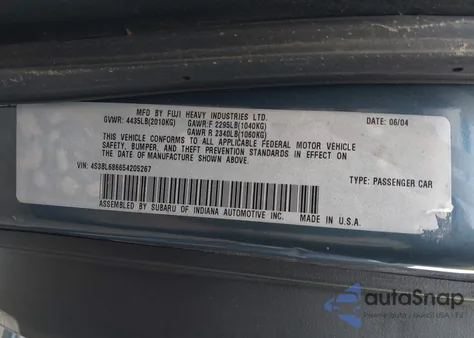 MFD. BY FUJI HEAVY INDUSTRIES LTD. DATE: 06/04
GVWR: 4435LB(2010KG) GAWR:F 2295LB(1040KG)
GAWR R 2340LB(1060KG)
THIS VEHICLE CONFORMS TO ALL APPLICABLE FEDERAL MOTOR VEHICLE
SAFETY, BUMPER, AND THEFT PREVENTION STANDARDS IN EFFECT
ON THE DATE OF MANUFACTURE SHOWN ABOVE.
VIN: 4S3BL686654205267 TYPE: PASSENGER CAR
ASSEMBLED BY SUBARU OF INDIANA AUTOMOTIVE INC. MADE IN U.S.A.
autaSnap